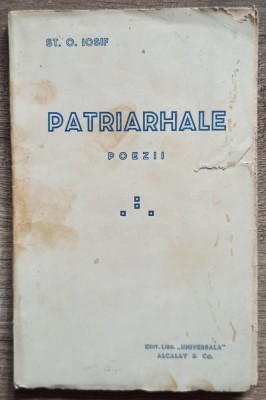 ST. O. IOSIF
PATRIARHALE
POEZII
EDIT. LIBR. „UNIVERSALA"
ALCALAY & Co.